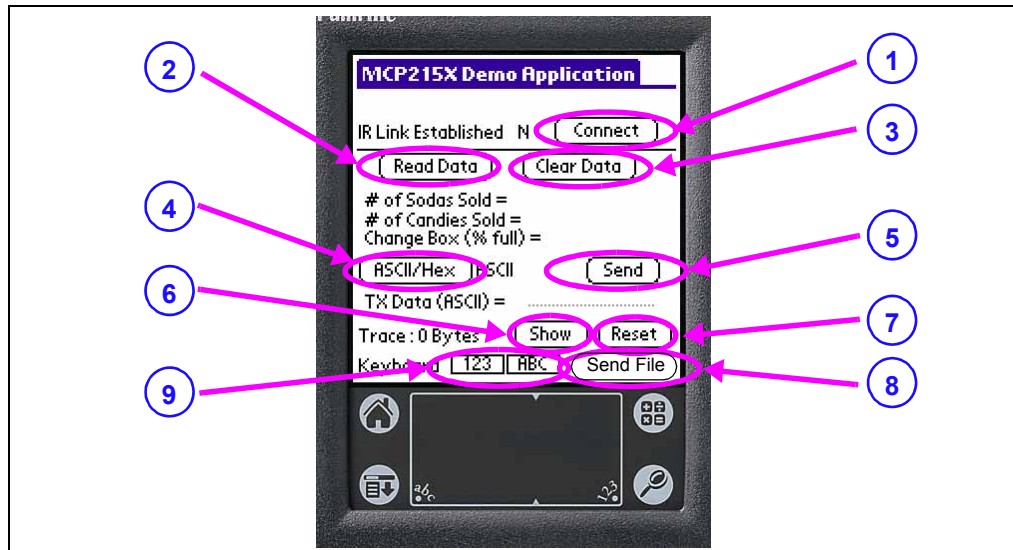 MCP215X Demo Application
1
2
IR Link Established N Connect
3
Read Data Clear Data
# of Sodas Sold =
4
# of Candies Sold =
Change Box (% full) =
5
ASCII/Hex ASCII Send
6
TX Data (ASCII) =
7
Trace : 0 Bytes Show Reset
Keyboard 123 ABC Send File
9
8
abc 123